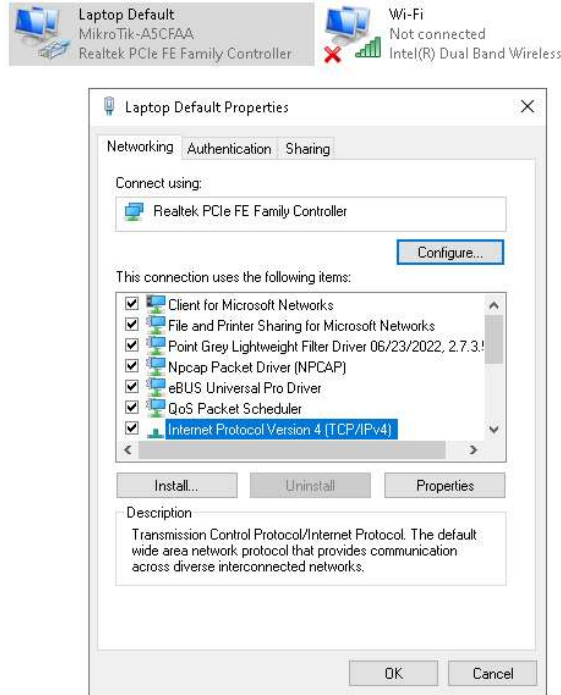 Laptop Default
MikroTik-A5CFAA
Realtek PCIe FE Family Controller
Wi-Fi
Not connected
Intel(R) Dual Band Wireless
Laptop Default Properties
Networking
Authentication
Sharing
Connect using:
Realtek PCIe FE Family Controller
Configure...
This connection uses the following items:
Client for Microsoft Networks
File and Printer Sharing for Microsoft Networks
Point Grey Lightweight Filter Driver 06/23/2022, 2.7.3.
Npcap Packet Driver (NPCAP)
eBUS Universal Pro Driver
QoS Packet Scheduler
Internet Protocol Version 4 (TCP/IPv4)
Install...
Uninstall
Properties
Description
Transmission Control Protocol/Internet Protocol. The default
wide area network protocol that provides communication
across diverse interconnected networks.
OK
Cancel